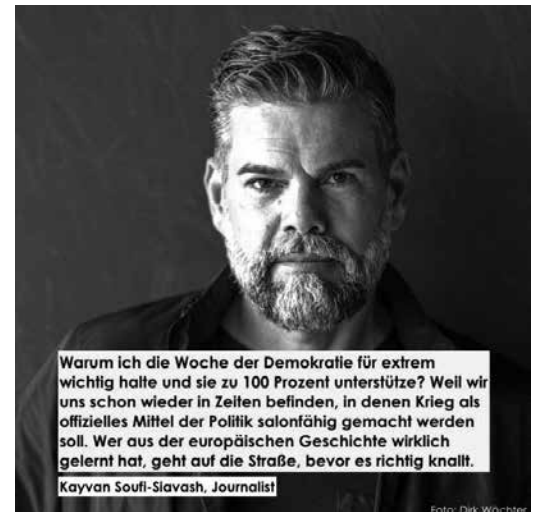 Warum ich die Woche der Demokratie für extrem
wichtig halte und sie zu 100 Prozent unterstütze? Weil wir
uns schon wieder in Zeiten befinden, in denen Krieg als
offizielles Mittel der Politik salonfähig gemacht werden
soll. Wer aus der europäischen Geschichte wirklich
gelernt hat, geht auf die Straße, bevor es richtig knallt.
Kayvan Soufi-Siavash, Journalist
Foto: Dirk Wächter